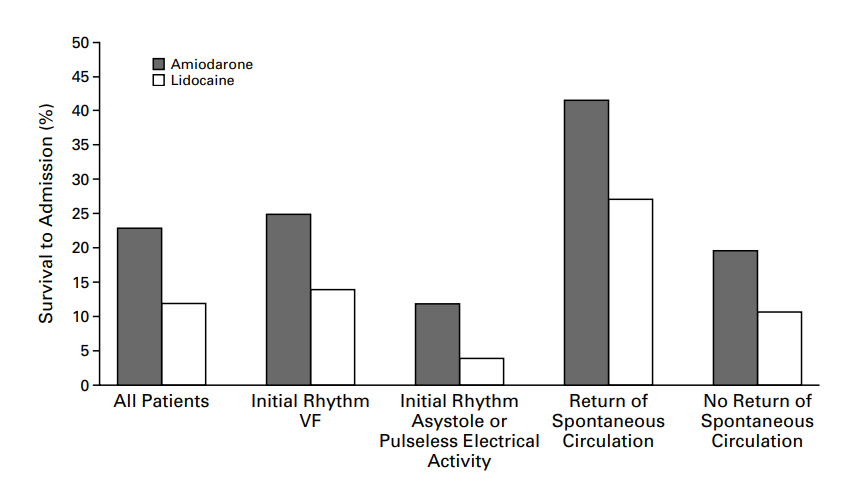 Survival to Admission (%)
50
45
40
35
30
25
20
15
10
5
0
Amiodarone
Lidocaine
All Patients
Initial Rhythm
VF
Initial Rhythm
Asystole or
Pulseless Electrical
Activity
Return of
Spontaneous
Circulation
No Return of
Spontaneous
Circulation